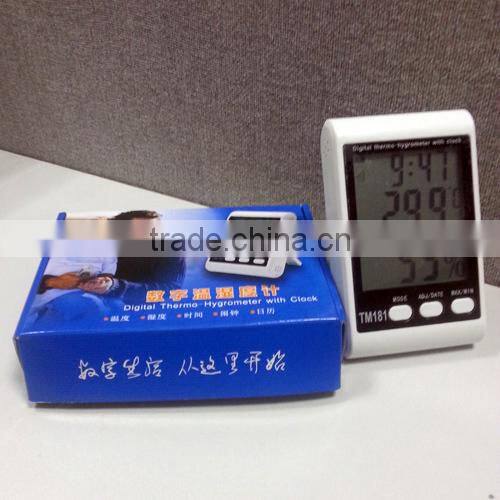 Digital thermo-hygrometer with clock
9:47
29.9
55%
MODE ADJ/DATE MAX/MIN
TM181
trade.china.cn
数字温湿度计
Digital Thermo-Hygrometer with Clock
·温度 ·湿度 ·时间 ·闹钟 ·日历
数字生活 从这里开始